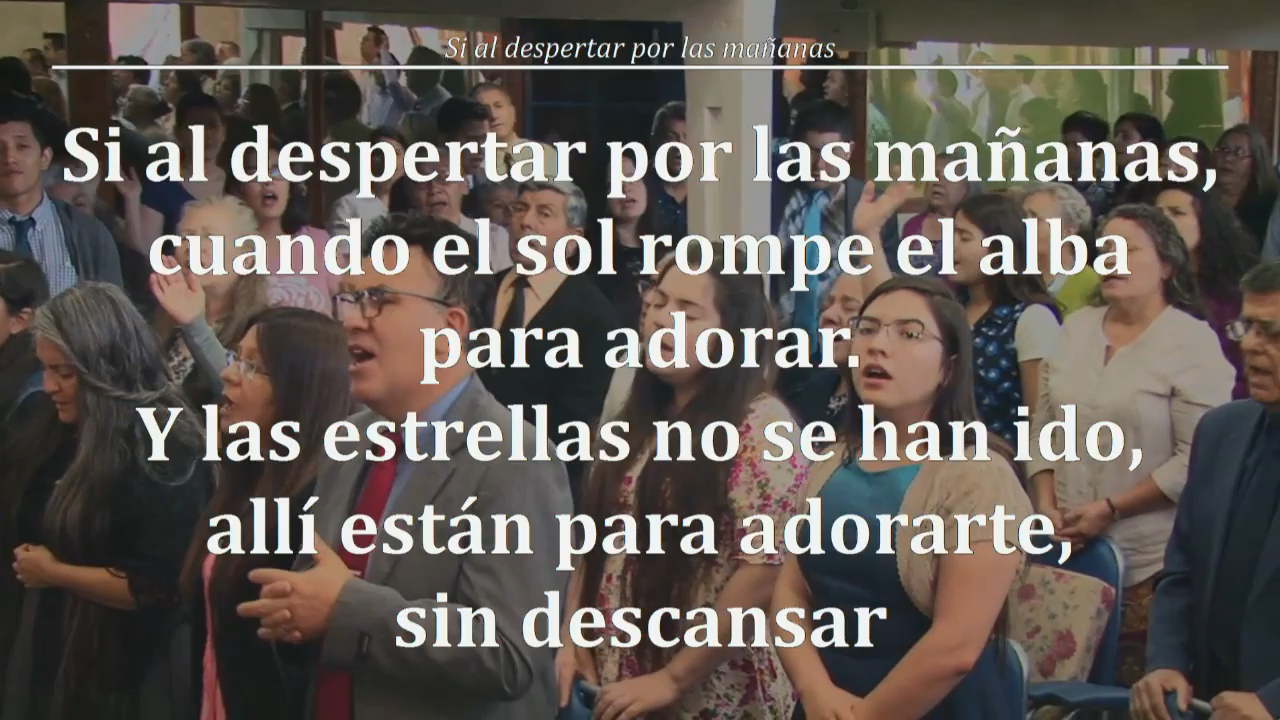 Si al despertar por las mañanas
Si al despertar por las mañanas,
cuando el sol rompe el alba
para adorar.
Y las estrellas no se han ido,
allí están para adorarte,
sin descansar